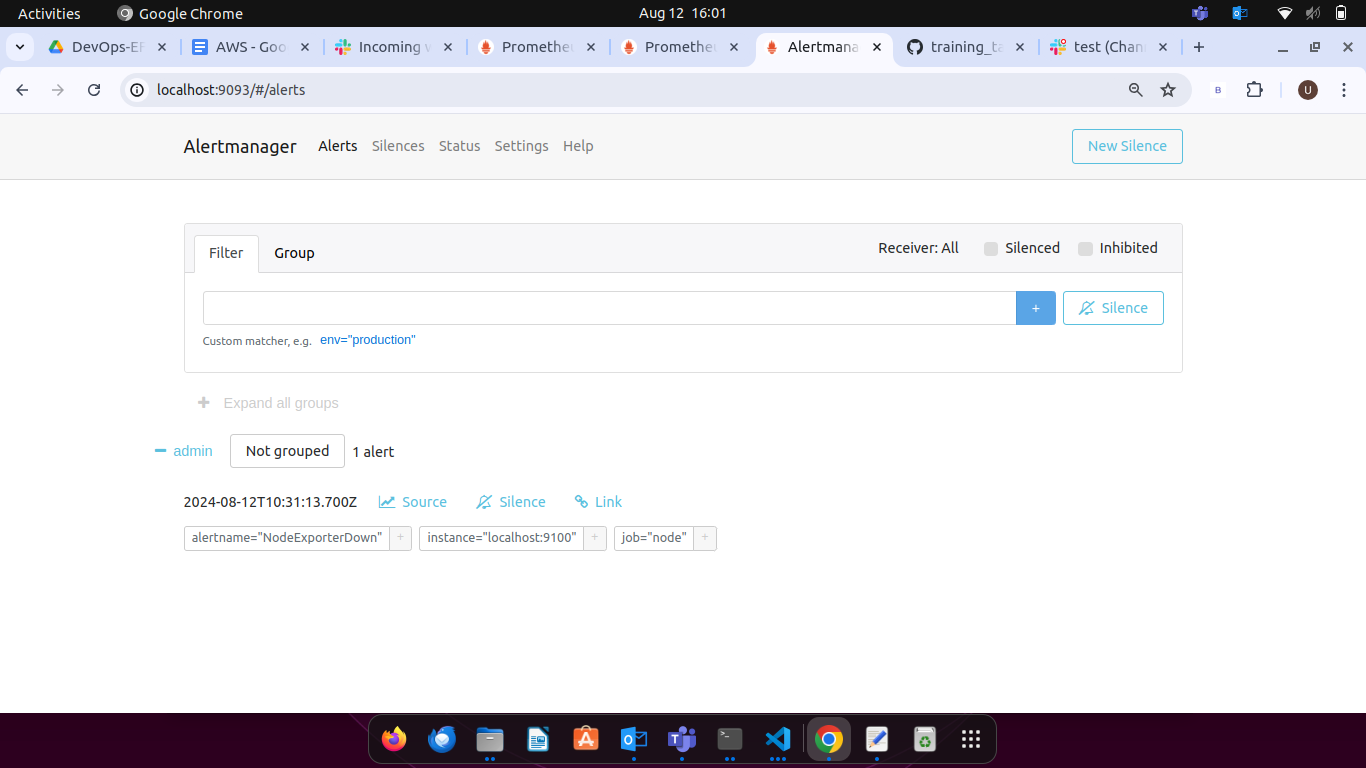 Activities Google Chrome Aug 12 16:01
DevOps-EF AWS - Goo Incoming w Prometheu Prometheu Alertmana training_ta test (Chan
localhost:9093/#/alerts B U
Alertmanager Alerts Silences Status Settings Help New Silence
Filter Group Receiver: All Silenced Inhibited
+ Silence
Custom matcher, e.g. env="production"
+ Expand all groups
− admin Not grouped 1 alert
2024-08-12T10:31:13.700Z Source Silence Link
alertname="NodeExporterDown" + instance="localhost:9100" + job="node" +